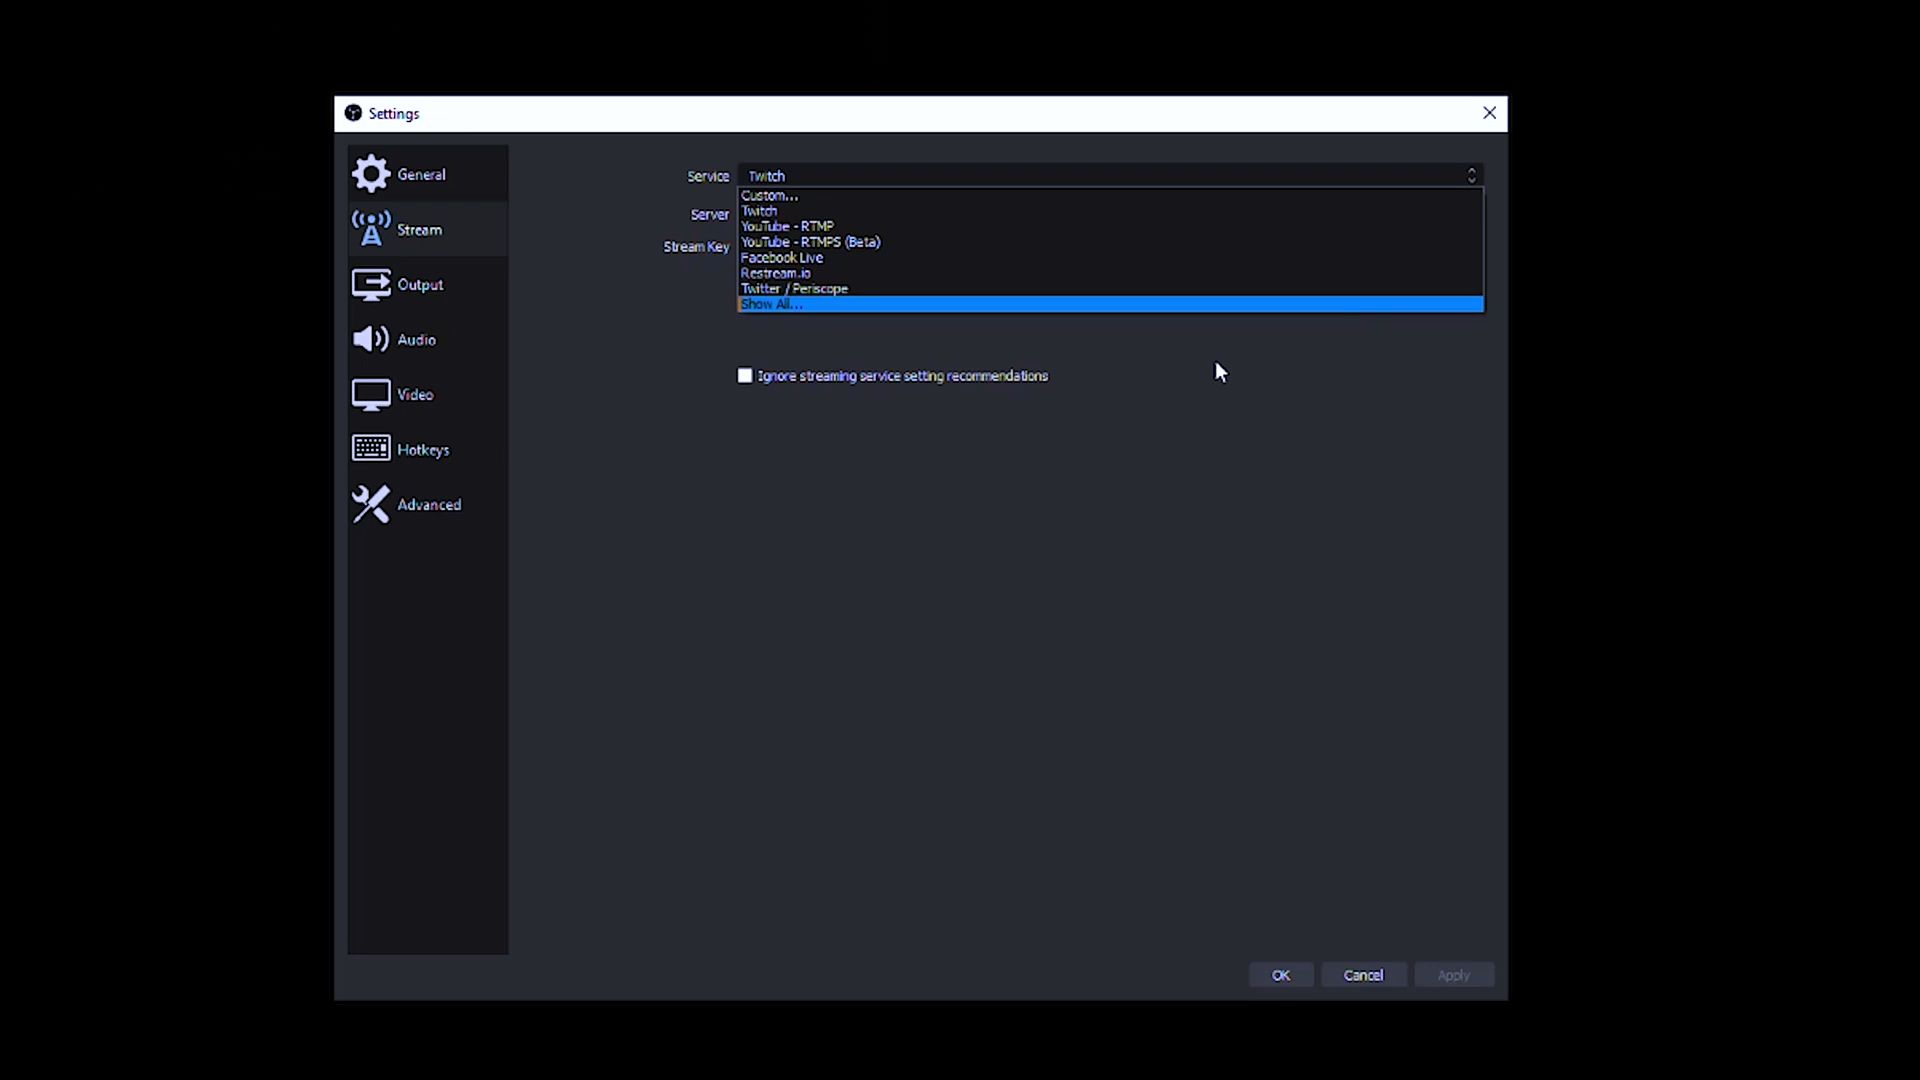 Settings
General
Stream
Output
Audio
Video
Hotkeys
Advanced
Service
Twitch
Custom...
Twitch
YouTube - RTMP
YouTube - RTMPS (Beta)
Facebook Live
Restream.io
Twitter / Periscope
Show All...
Server
Stream Key
Ignore streaming service setting recommendations
OK
Cancel
Apply